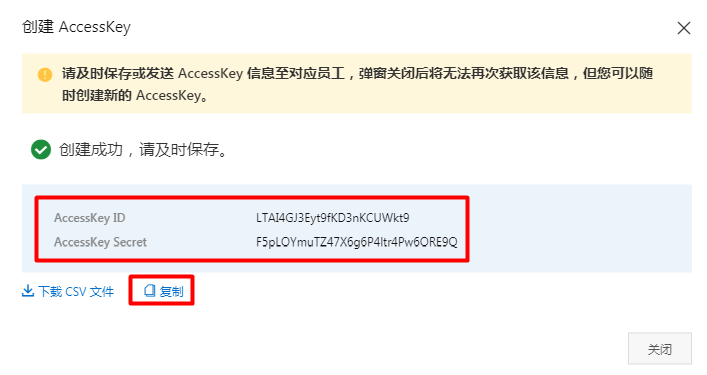 创建 AccessKey
请及时保存或发送 AccessKey 信息至对应员工，弹窗关闭后将无法再次获取该信息，但您可以随
时创建新的 AccessKey。
创建成功，请及时保存。
AccessKey ID LTAI4GJ3Eyt9fKD3nKCUWkt9
AccessKey Secret F5pLOYmuTZ47X6g6P4ltr4Pw6ORE9Q
下载 CSV 文件 复制
关闭